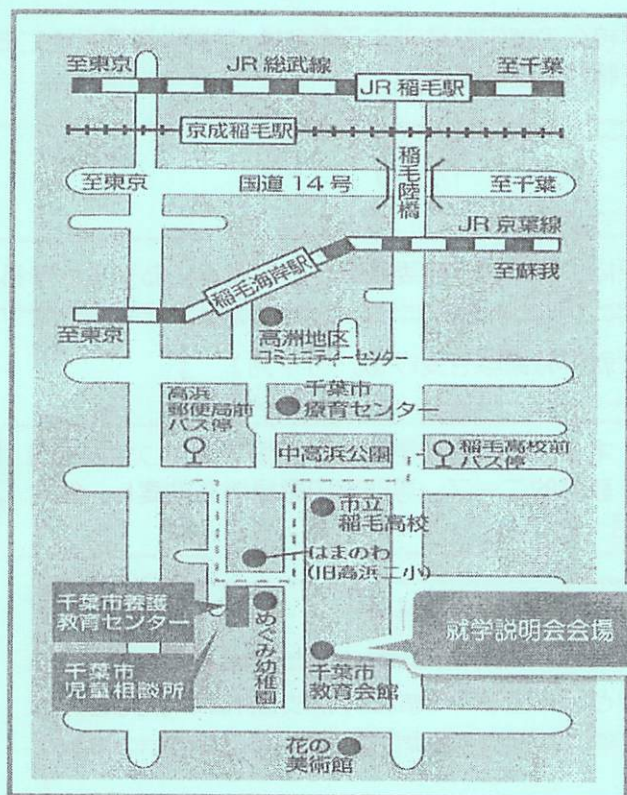 至東京
JR 総武線
JR 稲毛駅
至千葉
京成稲毛駅
至東京
国道 14 号
稲毛陸橋
至千葉
JR 京葉線
至蘇我
稲毛海岸駅
至東京
高洲地区
コミュニティーセンター
高浜
郵便局前
バス停
千葉市
療育センター
中高浜公園
稲毛高校前
バス停
市立
稲毛高校
はまのわ
(旧高浜二小)
千葉市養護
教育センター
めぐみ幼稚園
就学説明会会場
千葉市
児童相談所
千葉市
教育会館
花の
美術館